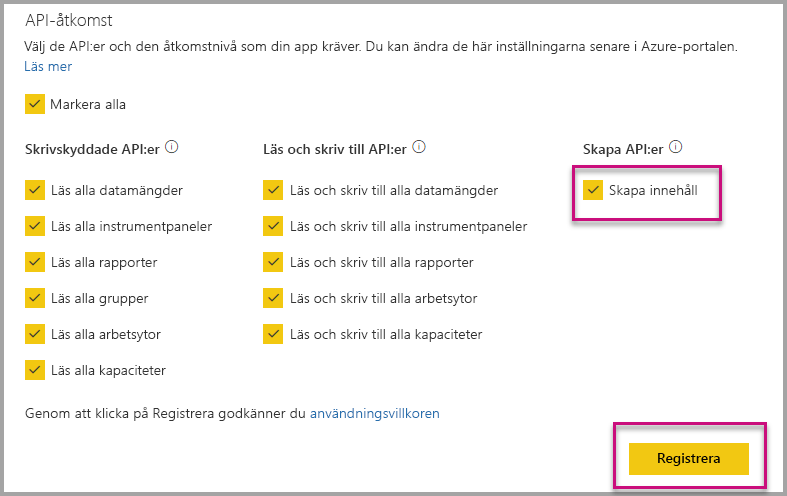 API-åtkomst
Välj de API:er och den åtkomstnivå som din app kräver. Du kan ändra de här inställningarna senare i Azure-portalen.
Läs mer
Markera alla
Skrivskyddade API:er
Läs alla datamängder
Läs alla instrumentpaneler
Läs alla rapporter
Läs alla grupper
Läs alla arbetsytor
Läs alla kapaciteter
Läs och skriv till API:er
Läs och skriv till alla datamängder
Läs och skriv till alla instrumentpaneler
Läs och skriv till alla rapporter
Läs och skriv till alla arbetsytor
Läs och skriv till alla kapaciteter
Skapa API:er
Skapa innehåll
Genom att klicka på Registrera godkänner du användningsvillkoren
Registrera